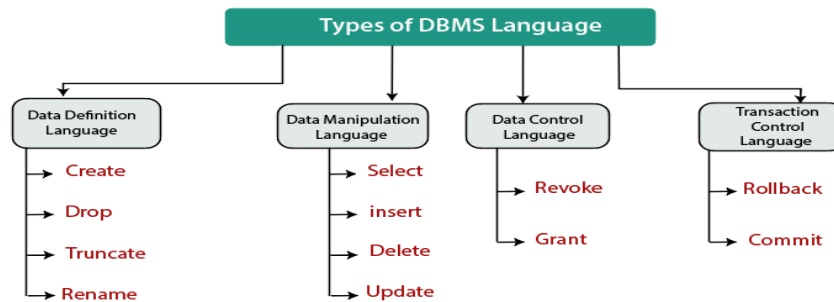 Types of DBMS Language
Data Definition
Language
Create
Drop
Truncate
Rename
Data Manipulation
Language
Select
insert
Delete
Update
Data Control
Language
Revoke
Grant
Transaction
Control
Language
Rollback
Commit